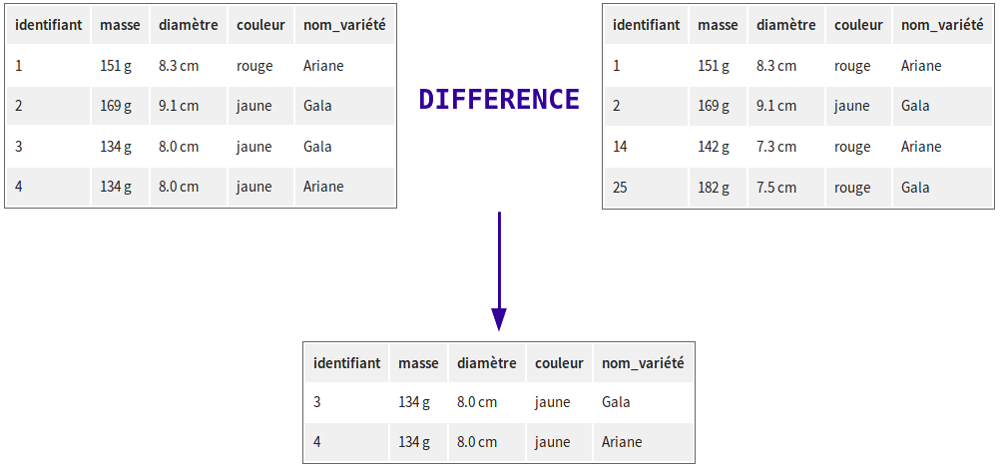 identifiant masse diamètre couleur nom_variété
1 151 g 8.3 cm rouge Ariane
2 169 g 9.1 cm jaune Gala
3 134 g 8.0 cm jaune Gala
4 134 g 8.0 cm jaune Ariane
DIFFERENCE
identifiant masse diamètre couleur nom_variété
1 151 g 8.3 cm rouge Ariane
2 169 g 9.1 cm jaune Gala
14 142 g 7.3 cm rouge Ariane
25 182 g 7.5 cm rouge Gala
identifiant masse diamètre couleur nom_variété
3 134 g 8.0 cm jaune Gala
4 134 g 8.0 cm jaune Ariane